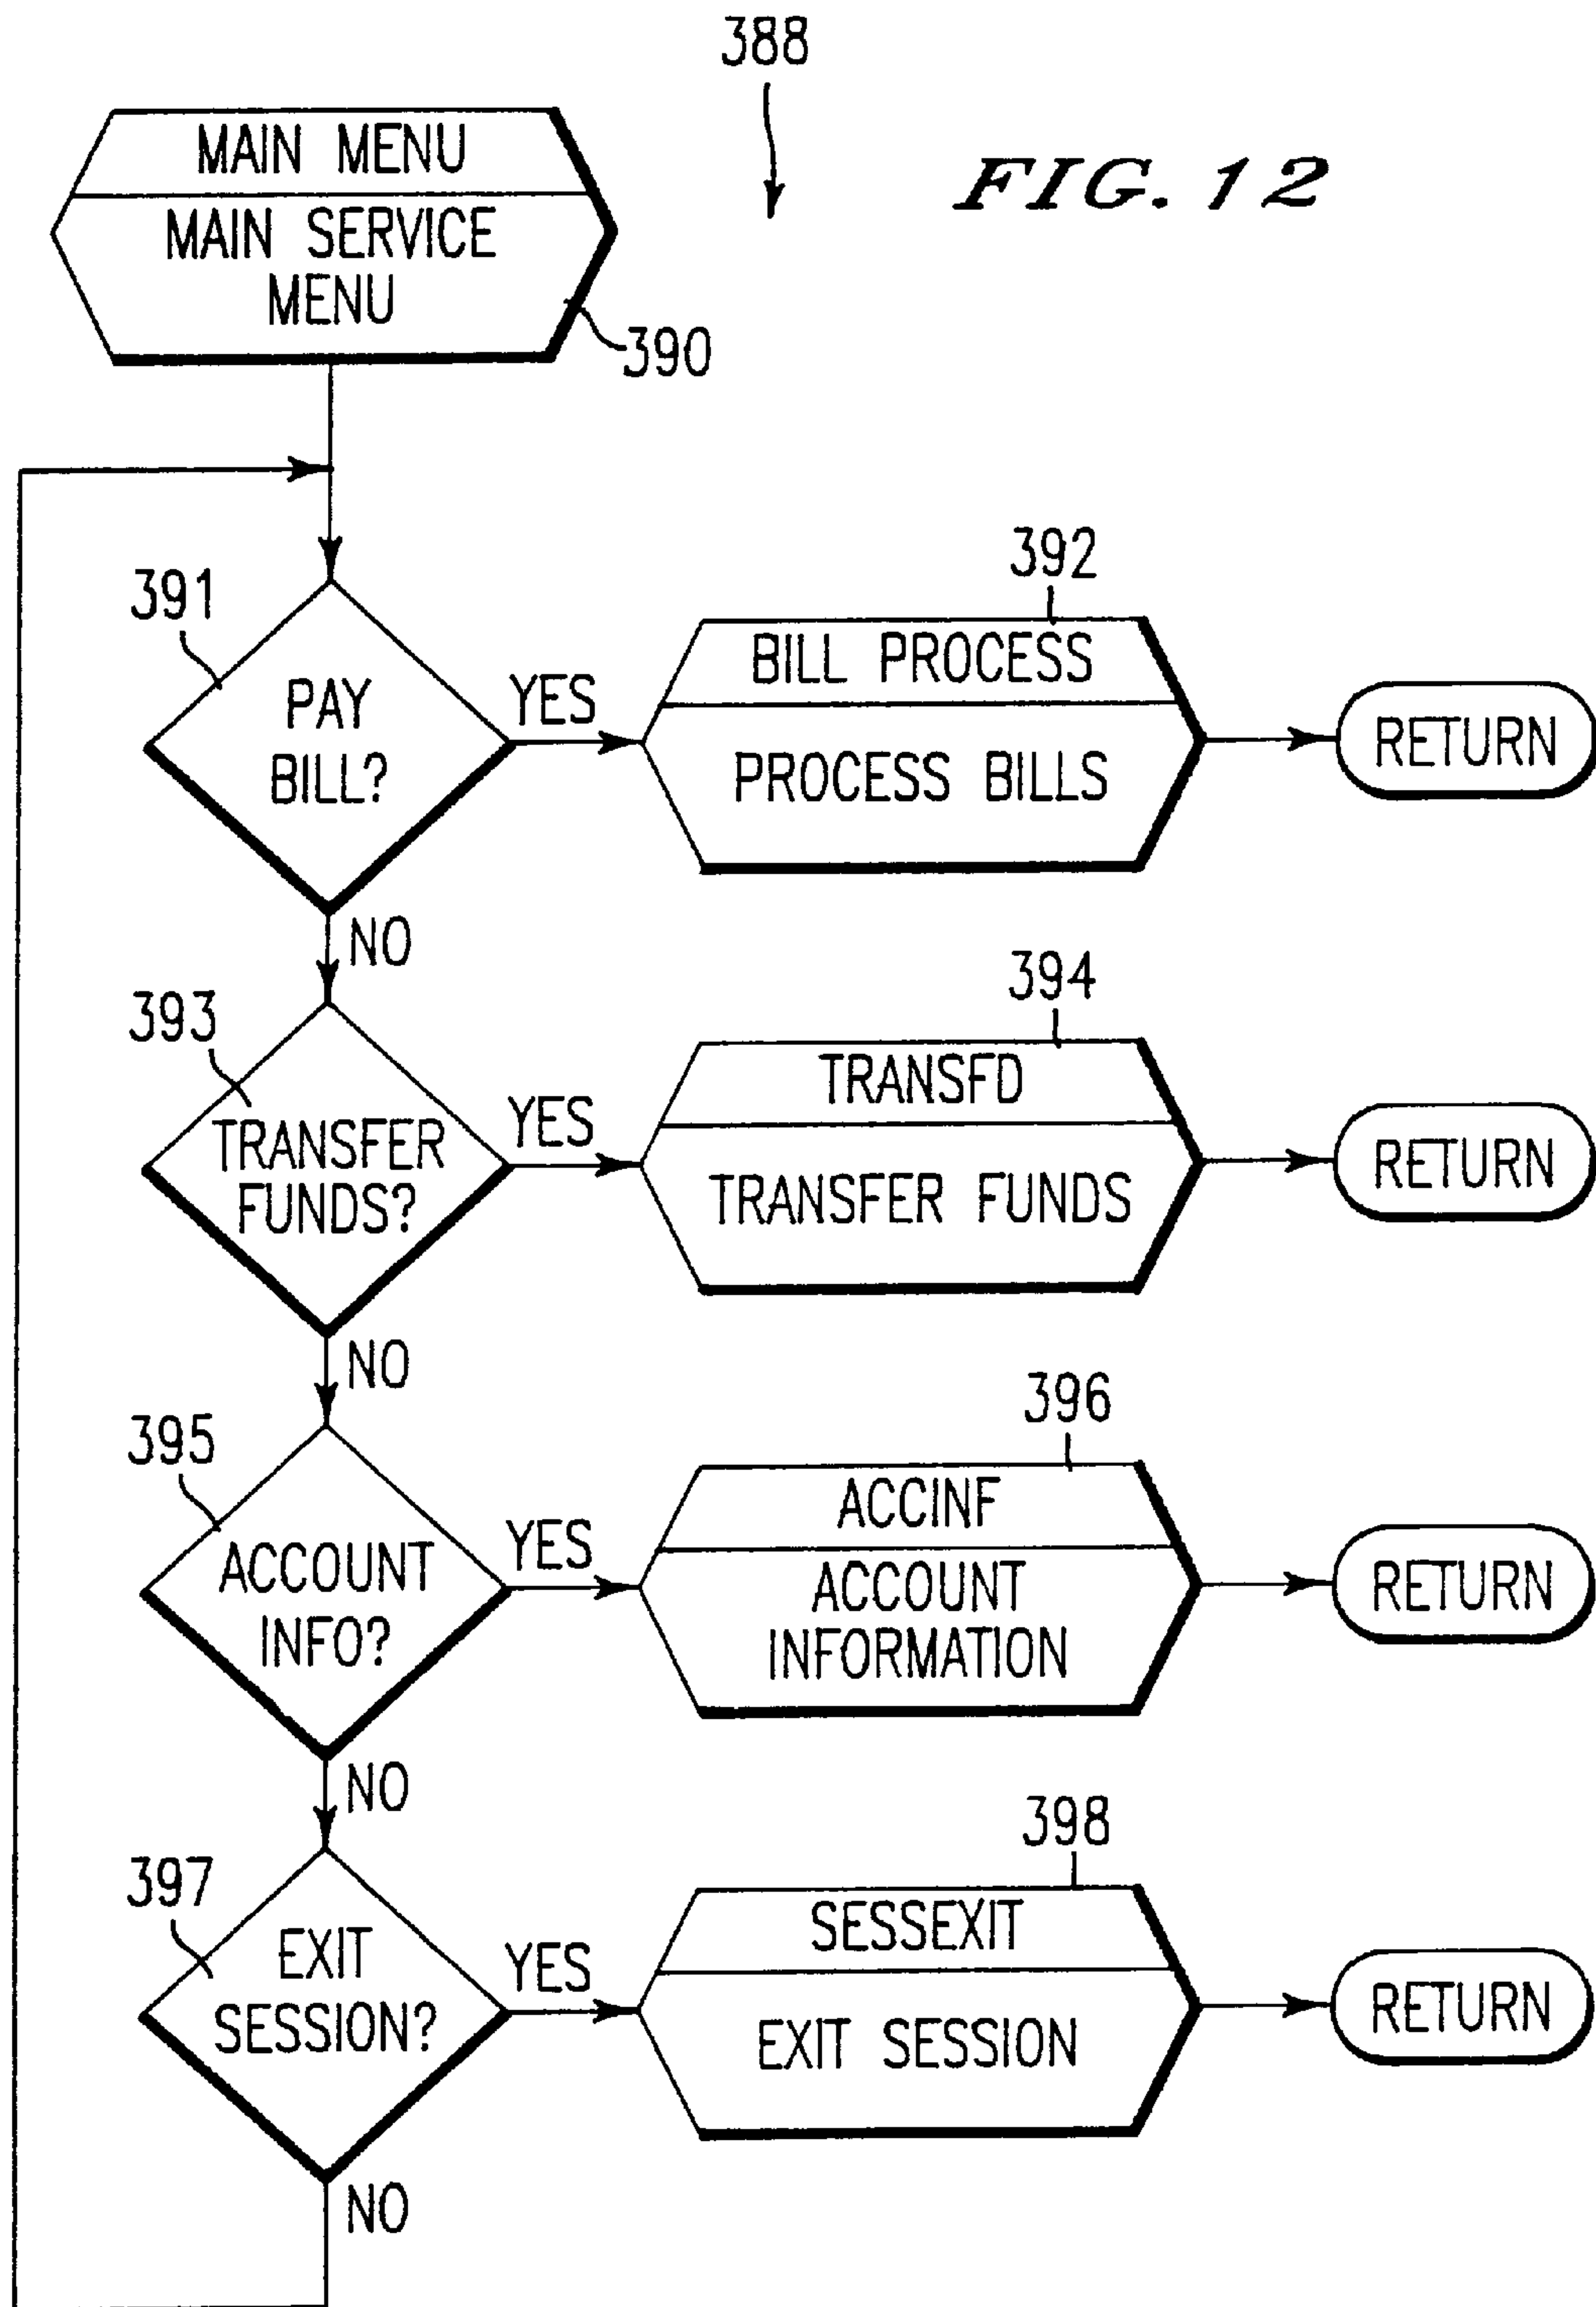 388
FIG. 12
MAIN MENU
MAIN SERVICE
MENU
390
391
PAY
BILL?
YES
392
BILL PROCESS
PROCESS BILLS
RETURN
NO
393
TRANSFER
FUNDS?
YES
394
TRANSFD
TRANSFER FUNDS
RETURN
NO
395
ACCOUNT
INFO?
YES
396
ACCINF
ACCOUNT
INFORMATION
RETURN
NO
397
EXIT
SESSION?
YES
398
SESSEXIT
EXIT SESSION
RETURN
NO